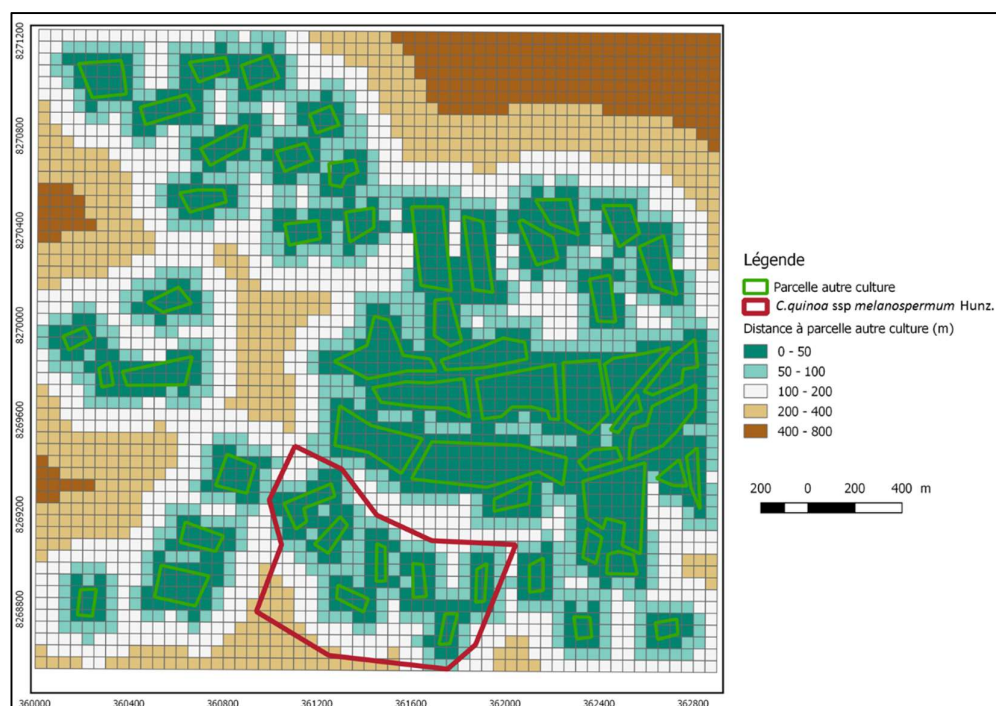 8271200
8270800
8270400
8270000
8269600
8269200
8268800
360000
360400
360800
361200
361600
362000
362400
362800
Légende
Parcelle autre culture
C.quinoa ssp melanospermum Hunz.
Distance à parcelle autre culture (m)
0 - 50
50 - 100
100 - 200
200 - 400
400 - 800
200 0 200 400 m